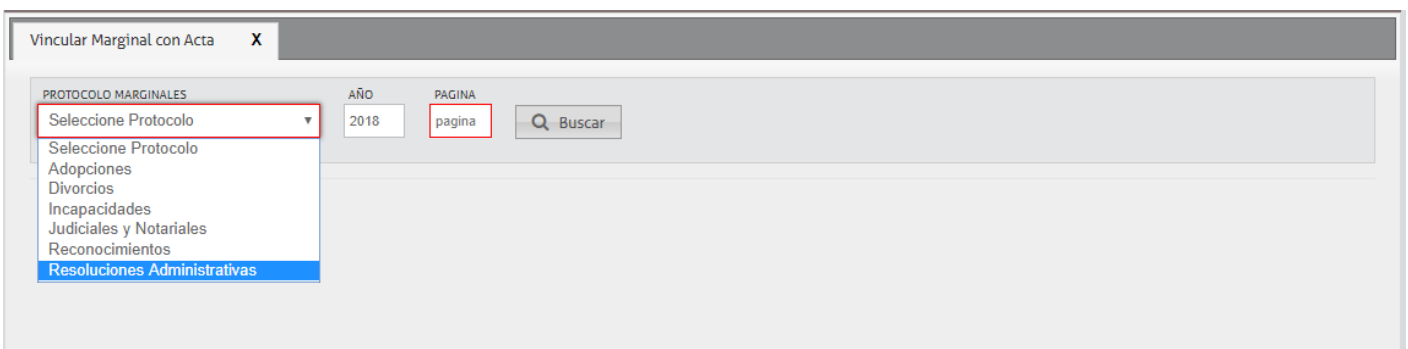 Vincular Marginal con Acta X
PROTOCOLO MARGINALES AÑO PAGINA
Seleccione Protocolo 2018 pagina Buscar
Seleccione Protocolo
Adopciones
Divorcios
Incapacidades
Judiciales y Notariales
Reconocimientos
Resoluciones Administrativas